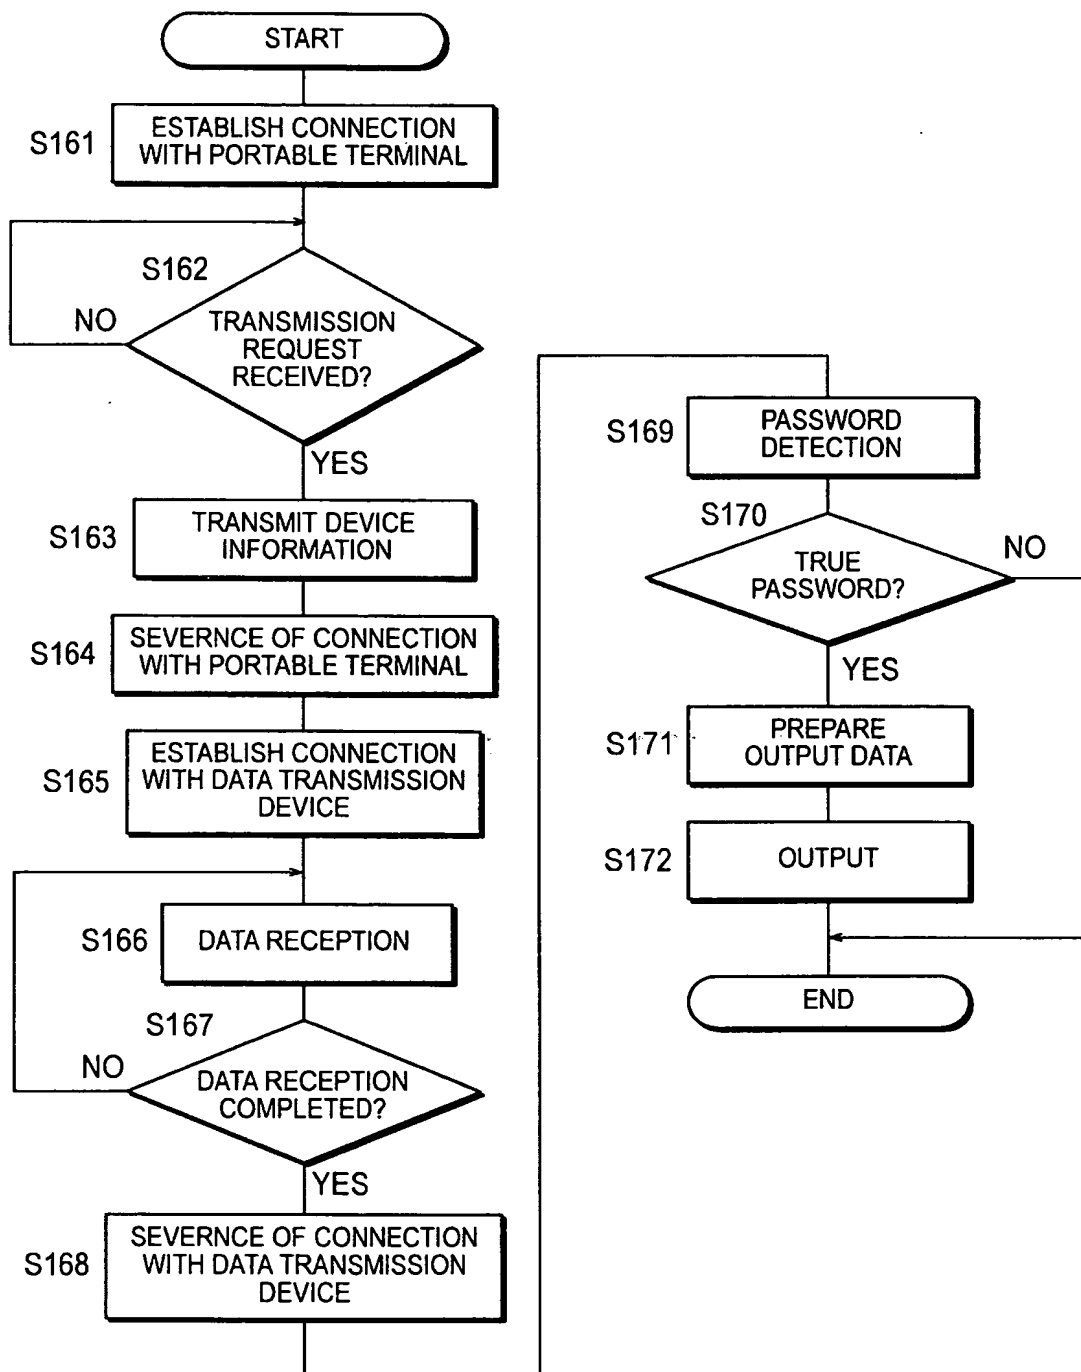 START
S161
ESTABLISH CONNECTION
WITH PORTABLE TERMINAL
S162
NO
TRANSMISSION
REQUEST
RECEIVED?
YES
S163
TRANSMIT DEVICE
INFORMATION
S164
SEVERNCE OF CONNECTION
WITH PORTABLE TERMINAL
S165
ESTABLISH CONNECTION
WITH DATA TRANSMISSION
DEVICE
S166
DATA RECEPTION
S167
NO
DATA RECEPTION
COMPLETED?
YES
S168
SEVERNCE OF CONNECTION
WITH DATA TRANSMISSION
DEVICE
S169
PASSWORD
DETECTION
S170
NO
TRUE
PASSWORD?
YES
S171
PREPARE
OUTPUT DATA
S172
OUTPUT
END